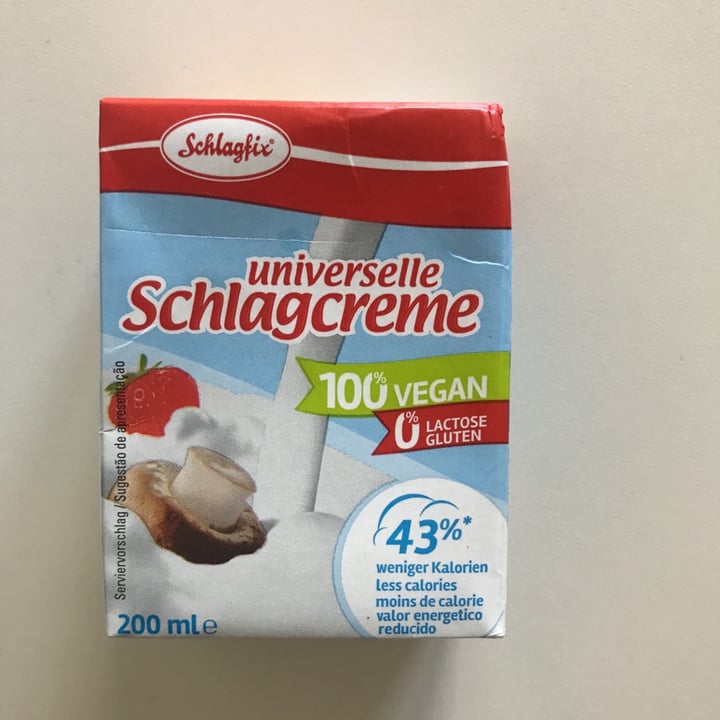 Schlagfix®
universelle
Schlagcreme
100% VEGAN
0% LACTOSE
GLUTEN
Serviervorschlag / Sugestão de apresentação
43%*
weniger Kalorien
less calories
moins de calorie
valor energetico
reducido
200 ml e